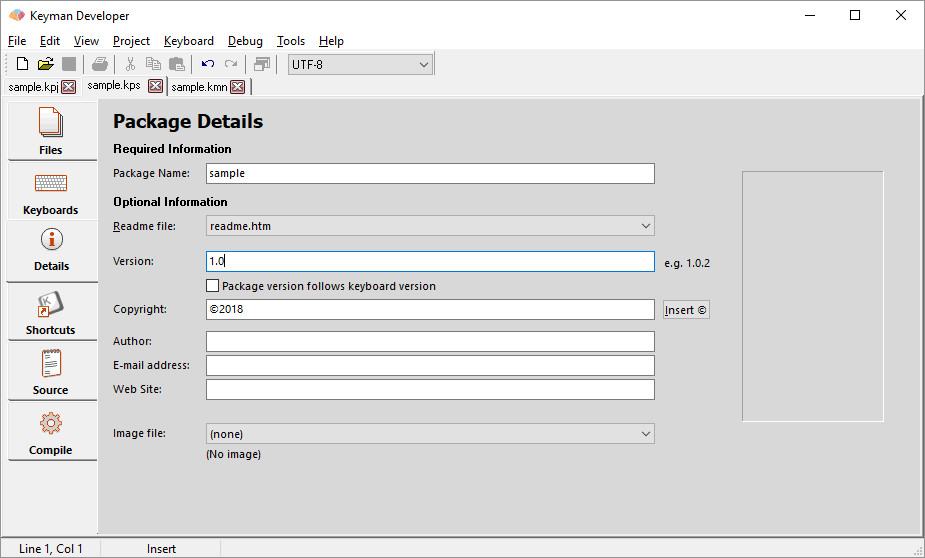 Keyman Developer
File Edit View Project Keyboard Debug Tools Help
UTF-8
sample.kpj sample.kps sample.kmn
Files
Keyboards
Details
Shortcuts
Source
Compile
Package Details
Required Information
Package Name: sample
Optional Information
Readme file: readme.htm
Version: 1.0 e.g. 1.0.2
Package version follows keyboard version
Copyright: ©2018 Insert ©
Author:
E-mail address:
Web Site:
Image file: (none)
(No image)
Line 1, Col 1 Insert